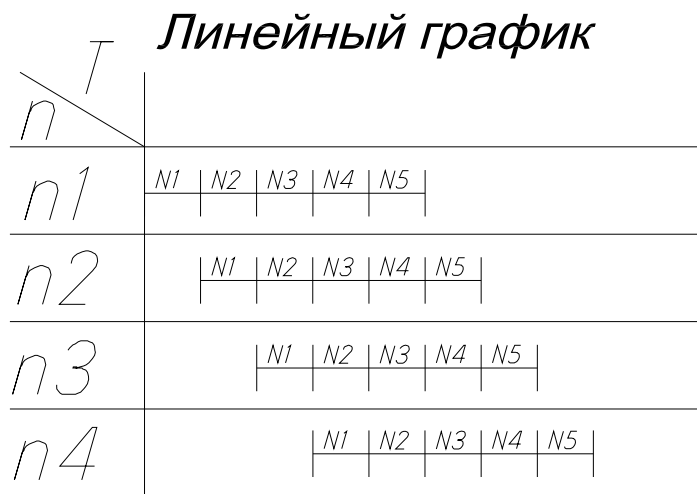 Линейный график
T
n
n1 N1 N2 N3 N4 N5
n2 N1 N2 N3 N4 N5
n3 N1 N2 N3 N4 N5
n4 N1 N2 N3 N4 N5